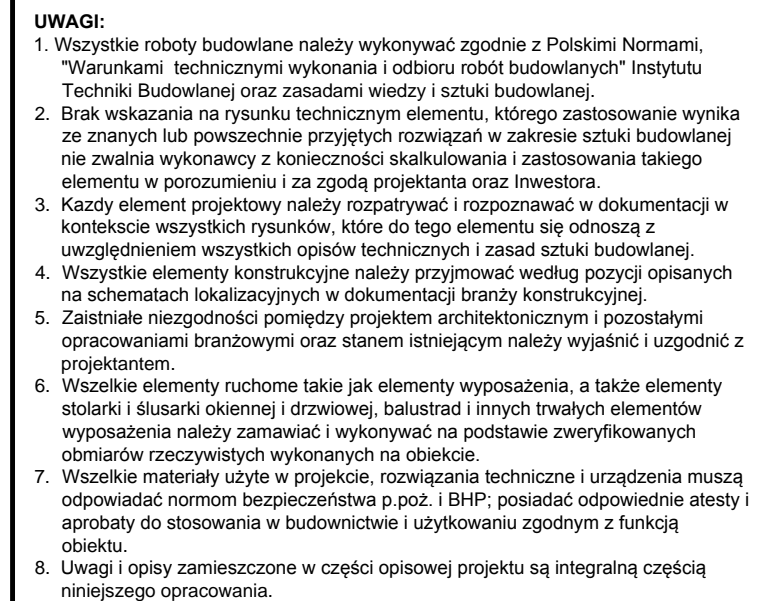 UWAGI:
1. Wszystkie roboty budowlane należy wykonywać zgodnie z Polskimi Normami,
"Warunkami technicznymi wykonania i odbioru robót budowlanych" Instytutu
Techniki Budowlanej oraz zasadami wiedzy i sztuki budowlanej.
2. Brak wskazania na rysunku technicznym elementu, którego zastosowanie wynika
ze znanych lub powszechnie przyjętych rozwiązań w zakresie sztuki budowlanej
nie zwalnia wykonawcy z konieczności skalkulowania i zastosowania takiego
elementu w porozumieniu i za zgodą projektanta oraz Inwestora.
3. Kazdy element projektowy należy rozpatrywać i rozpoznawać w dokumentacji w
kontekscie wszystkich rysunków, które do tego elementu się odnoszą z
uwzględnieniem wszystkich opisów technicznych i zasad sztuki budowlanej.
4. Wszystkie elementy konstrukcyjne należy przyjmować według pozycji opisanych
na schematach lokalizacyjnych w dokumentacji branży konstrukcyjnej.
5. Zaistniałe niezgodności pomiędzy projektem architektonicznym i pozostałymi
opracowaniami branżowymi oraz stanem istniejącym należy wyjaśnić i uzgodnić z
projektantem.
6. Wszelkie elementy ruchome takie jak elementy wyposażenia, a także elementy
stolarki i ślusarki okiennej i drzwiowej, balustrad i innych trwałych elementów
wyposażenia należy zamawiać i wykonywać na podstawie zweryfikowanych
obmiarów rzeczywistych wykonanych na obiekcie.
7. Wszelkie materiały użyte w projekcie, rozwiązania techniczne i urządzenia muszą
odpowiadać normom bezpieczeństwa p.poż. i BHP; posiadać odpowiednie atesty i
aprobaty do stosowania w budownictwie i użytkowaniu zgodnym z funkcją
obiektu.
8. Uwagi i opisy zamieszczone w części opisowej projektu są integralną częścią
niniejszego opracowania.